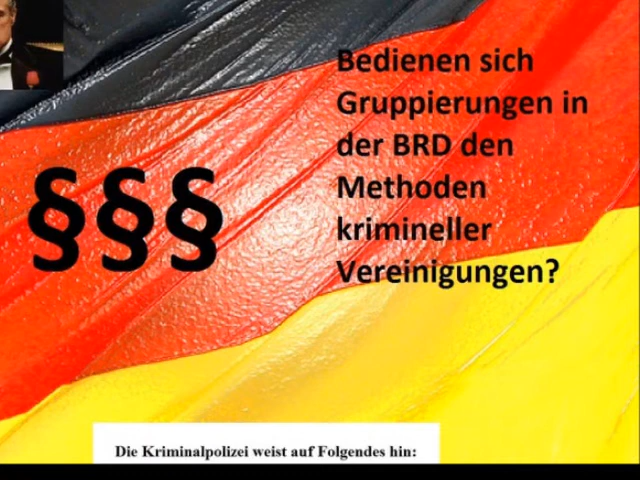 Bedienen sich
Gruppierungen in
der BRD den
Methoden
krimineller
Vereinigungen?
§§§
Die Kriminalpolizei weist auf Folgendes hin: